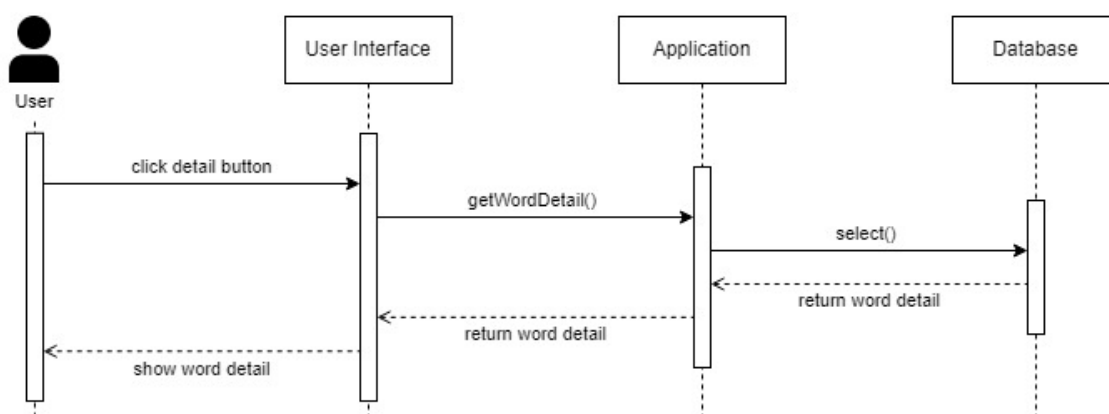 User Interface
Application
Database
User
click detail button
getWordDetail()
select()
return word detail
return word detail
show word detail